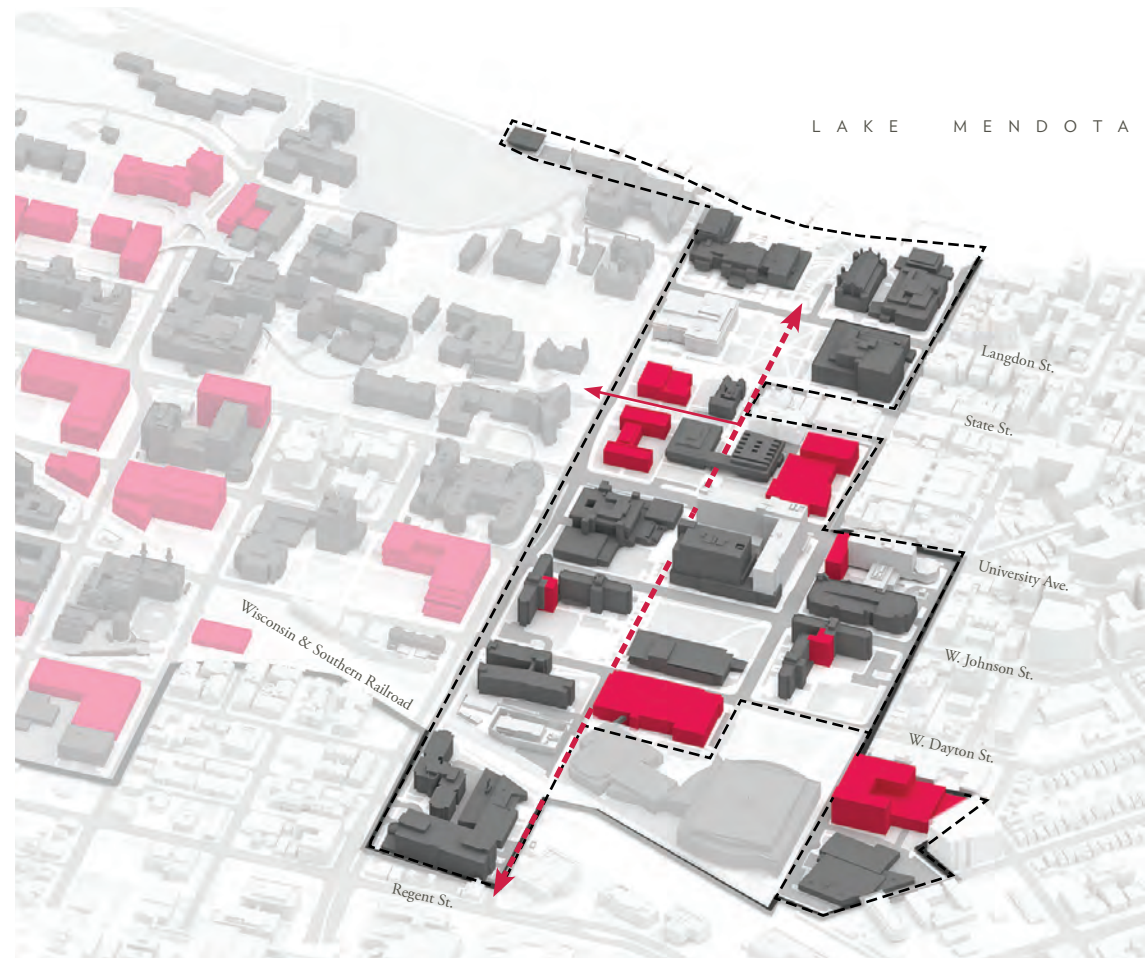 LAKE MENDOTA
Langdon St.
State St.
University Ave.
Wisconsin & Southern Railroad
W. Johnson St.
W. Dayton St.
Regent St.